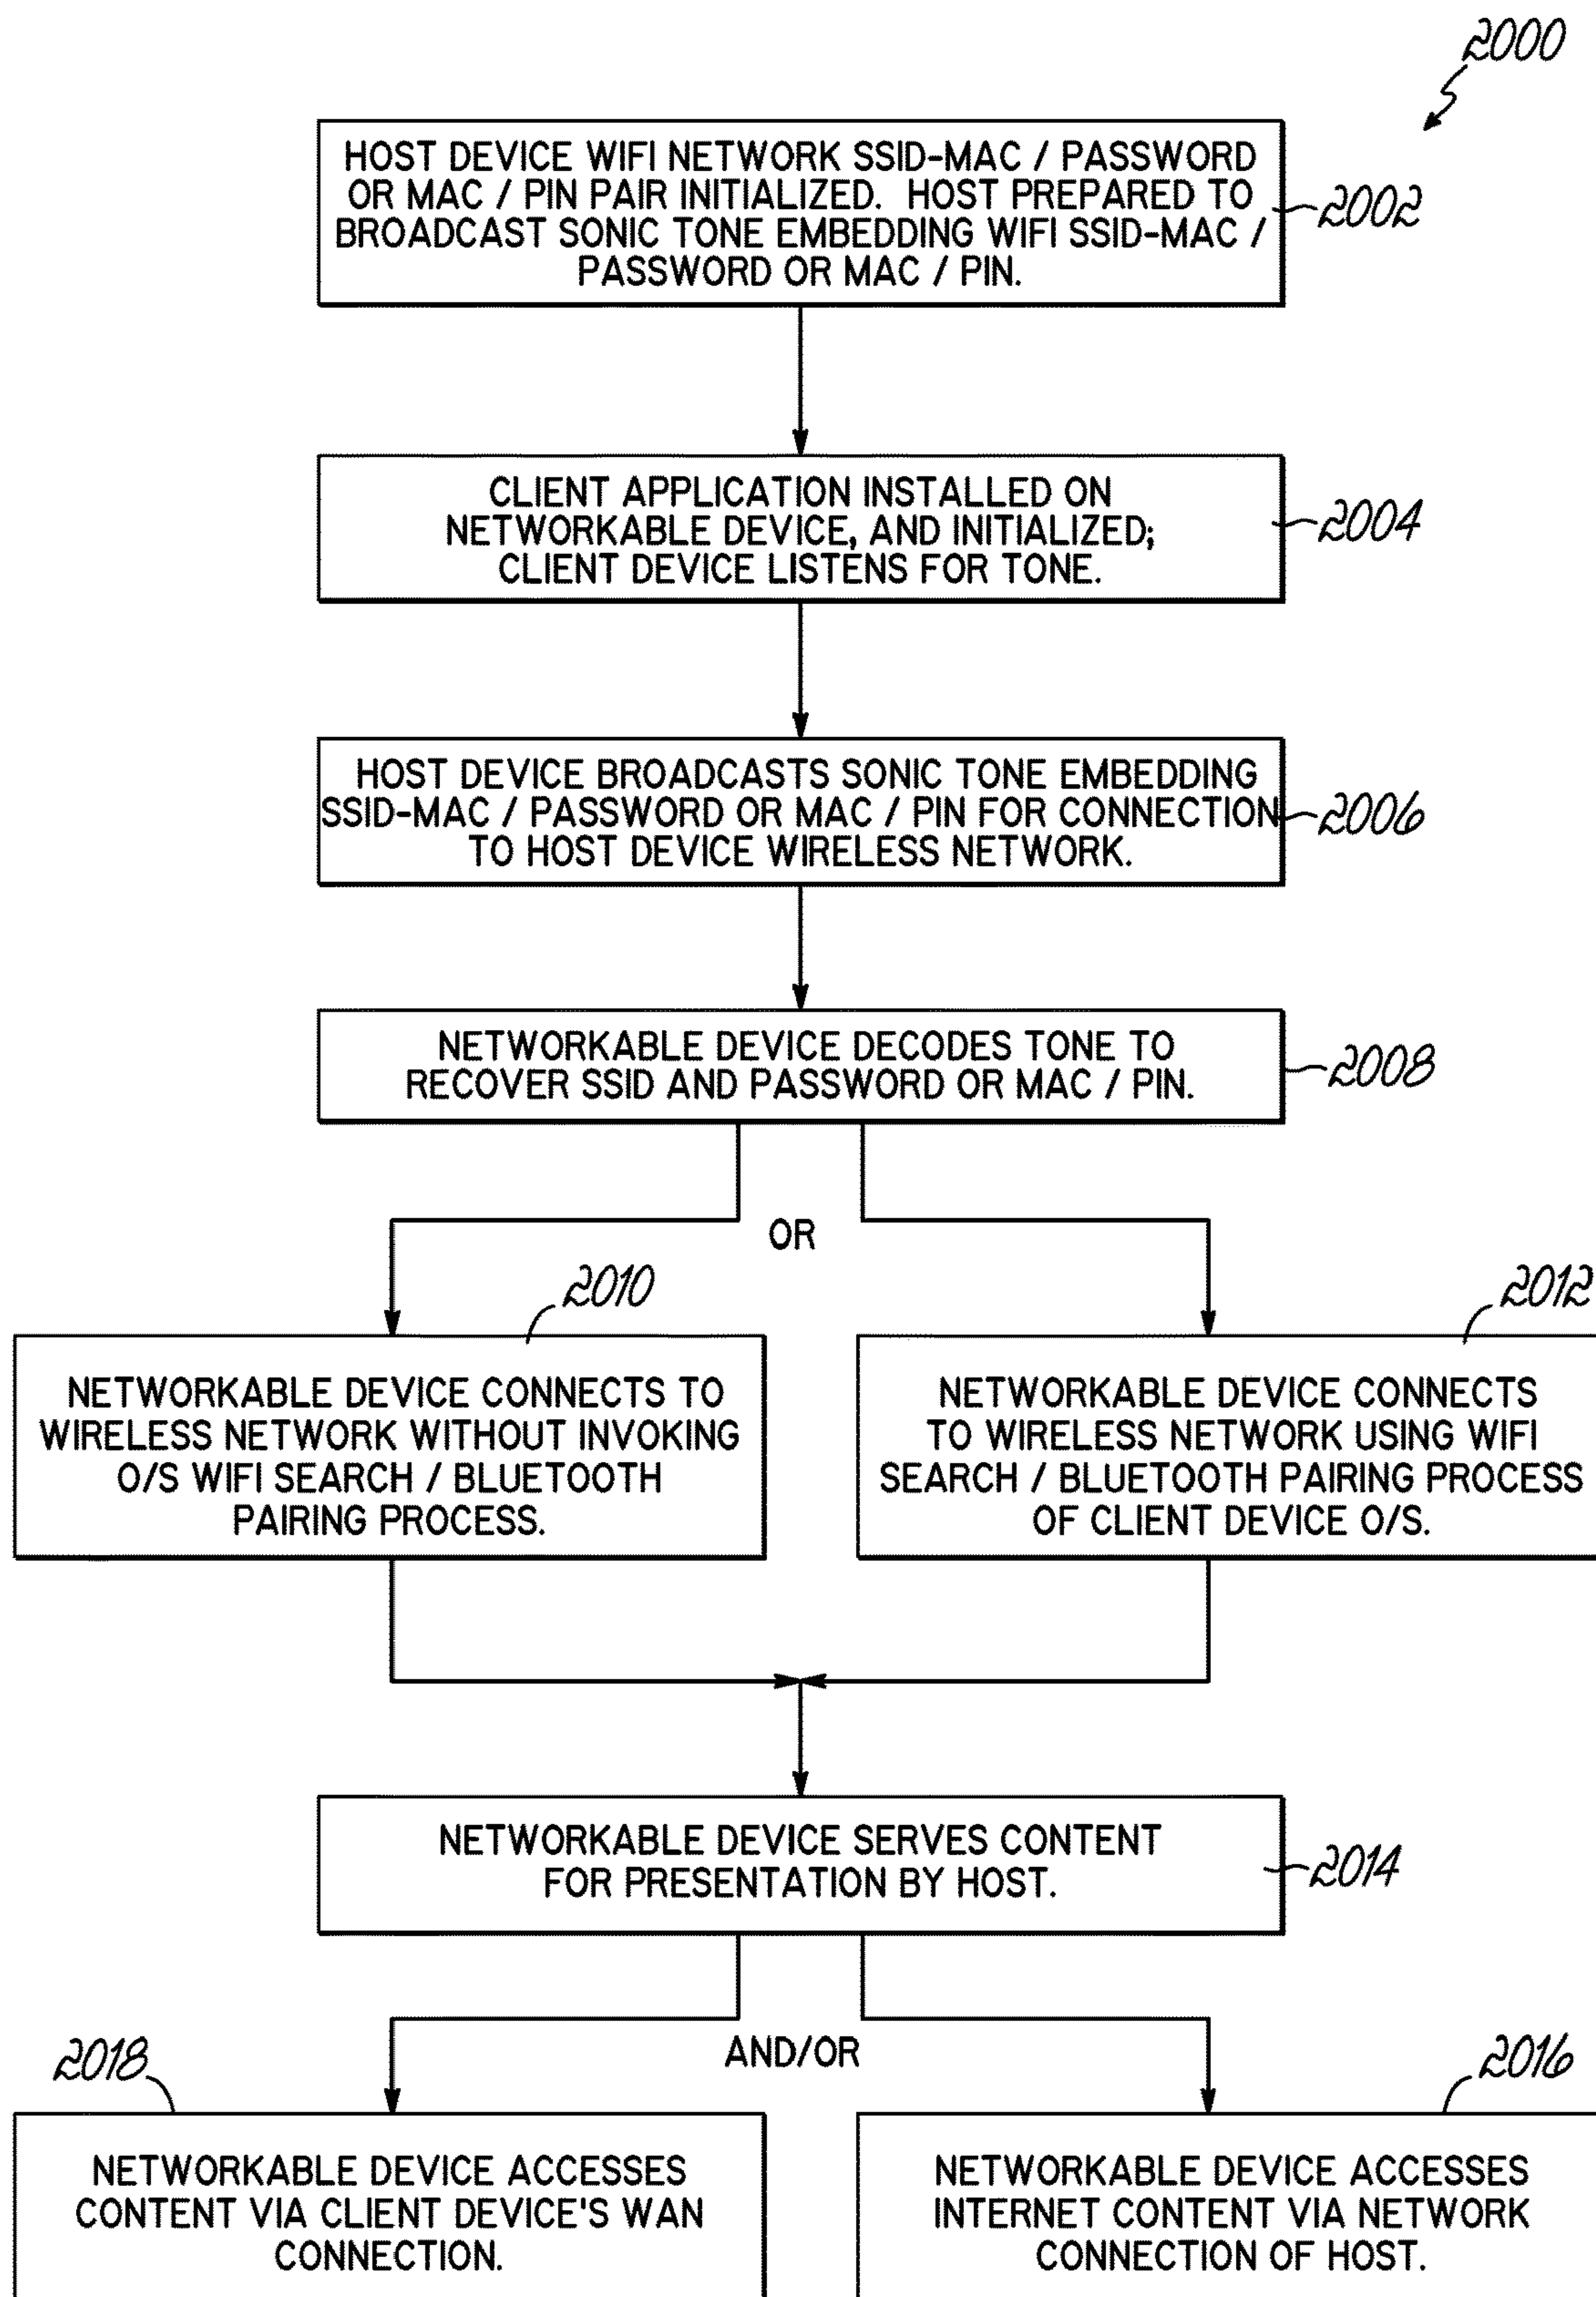 2000
HOST DEVICE WIFI NETWORK SSID-MAC / PASSWORD
OR MAC / PIN PAIR INITIALIZED. HOST PREPARED TO
BROADCAST SONIC TONE EMBEDDING WIFI SSID-MAC /
PASSWORD OR MAC / PIN.
2002
CLIENT APPLICATION INSTALLED ON
NETWORKABLE DEVICE, AND INITIALIZED;
CLIENT DEVICE LISTENS FOR TONE.
2004
HOST DEVICE BROADCASTS SONIC TONE EMBEDDING
SSID-MAC / PASSWORD OR MAC / PIN FOR CONNECTION
TO HOST DEVICE WIRELESS NETWORK.
2006
NETWORKABLE DEVICE DECODES TONE TO
RECOVER SSID AND PASSWORD OR MAC / PIN.
2008
OR
2010
NETWORKABLE DEVICE CONNECTS TO
WIRELESS NETWORK WITHOUT INVOKING
O/S WIFI SEARCH / BLUETOOTH
PAIRING PROCESS.
2012
NETWORKABLE DEVICE CONNECTS
TO WIRELESS NETWORK USING WIFI
SEARCH / BLUETOOTH PAIRING PROCESS
OF CLIENT DEVICE O/S.
NETWORKABLE DEVICE SERVES CONTENT
FOR PRESENTATION BY HOST.
2014
AND/OR
2018
NETWORKABLE DEVICE ACCESSES
CONTENT VIA CLIENT DEVICE'S WAN
CONNECTION.
2016
NETWORKABLE DEVICE ACCESSES
INTERNET CONTENT VIA NETWORK
CONNECTION OF HOST.